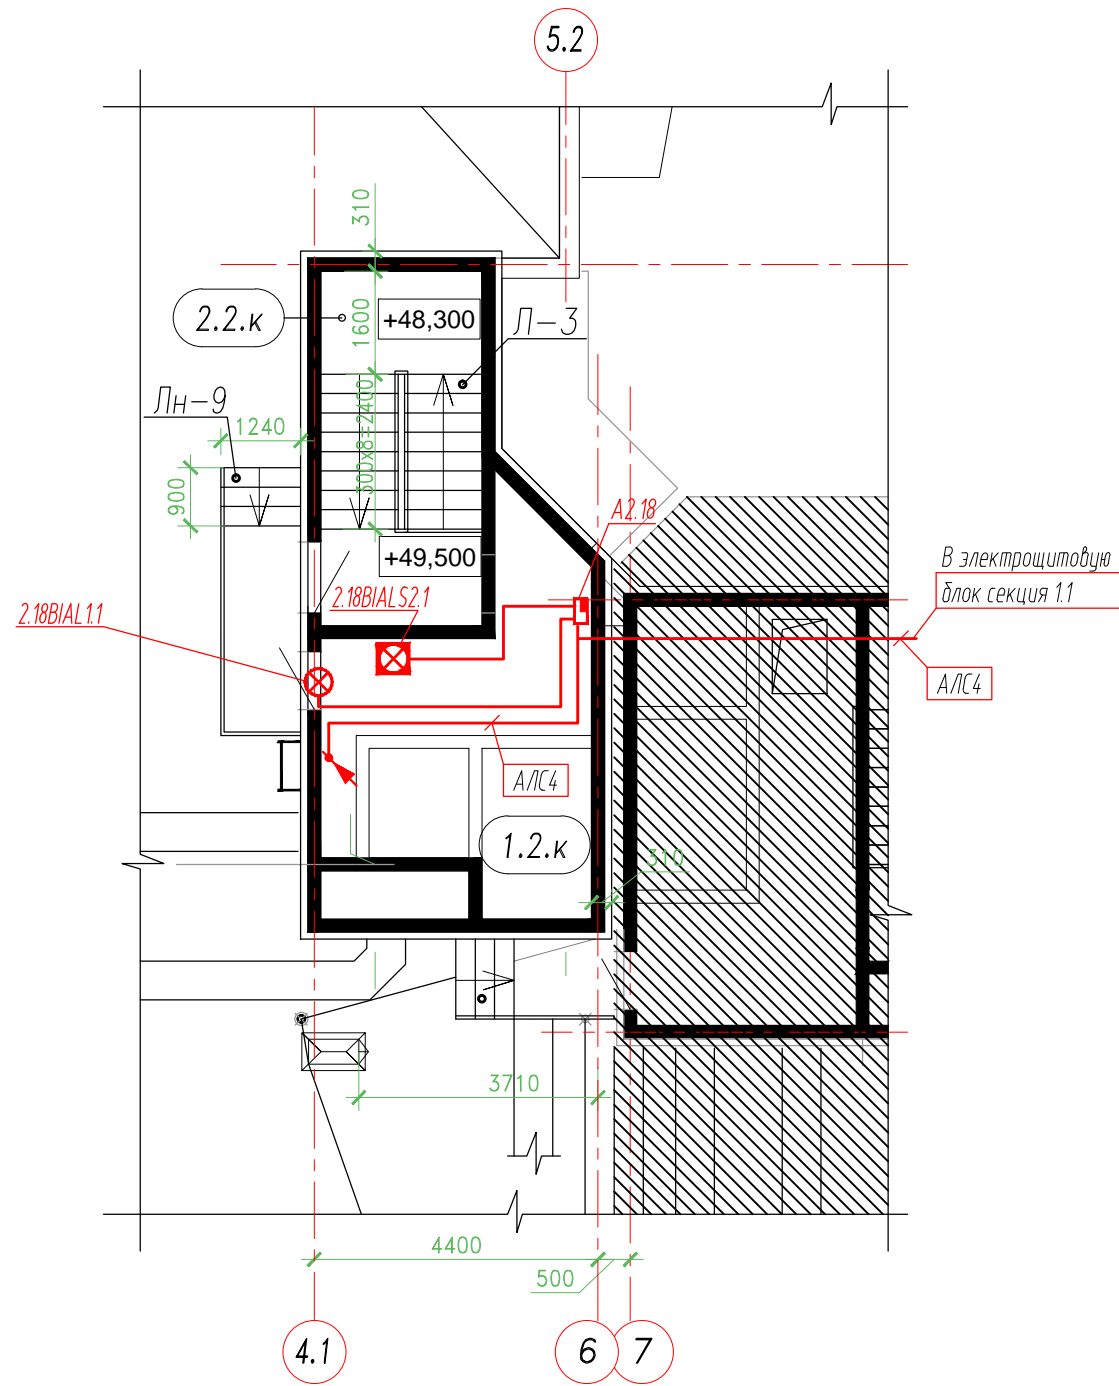 5.2
310
2.2.к
+48,300
1600
Л-3
Лн-9
1240
300х8=2400
900
А2.18
+49,500
В электрощитовую
блок секция 1.1
2.18BIALS2.1
2.18BIAL1.1
АЛС4
АЛС4
1.2.к
310
3710
4400
500
4.1
6
7